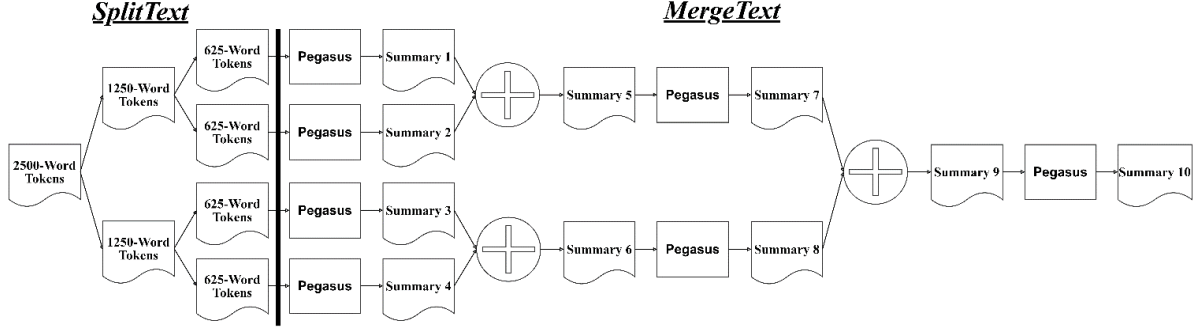 SplitText
MergeText
2500-Word
Tokens
1250-Word
Tokens
1250-Word
Tokens
625-Word
Tokens
625-Word
Tokens
625-Word
Tokens
625-Word
Tokens
Pegasus
Pegasus
Pegasus
Pegasus
Summary 1
Summary 2
Summary 3
Summary 4
Summary 5
Summary 6
Pegasus
Pegasus
Summary 7
Summary 8
Summary 9
Pegasus
Summary 10